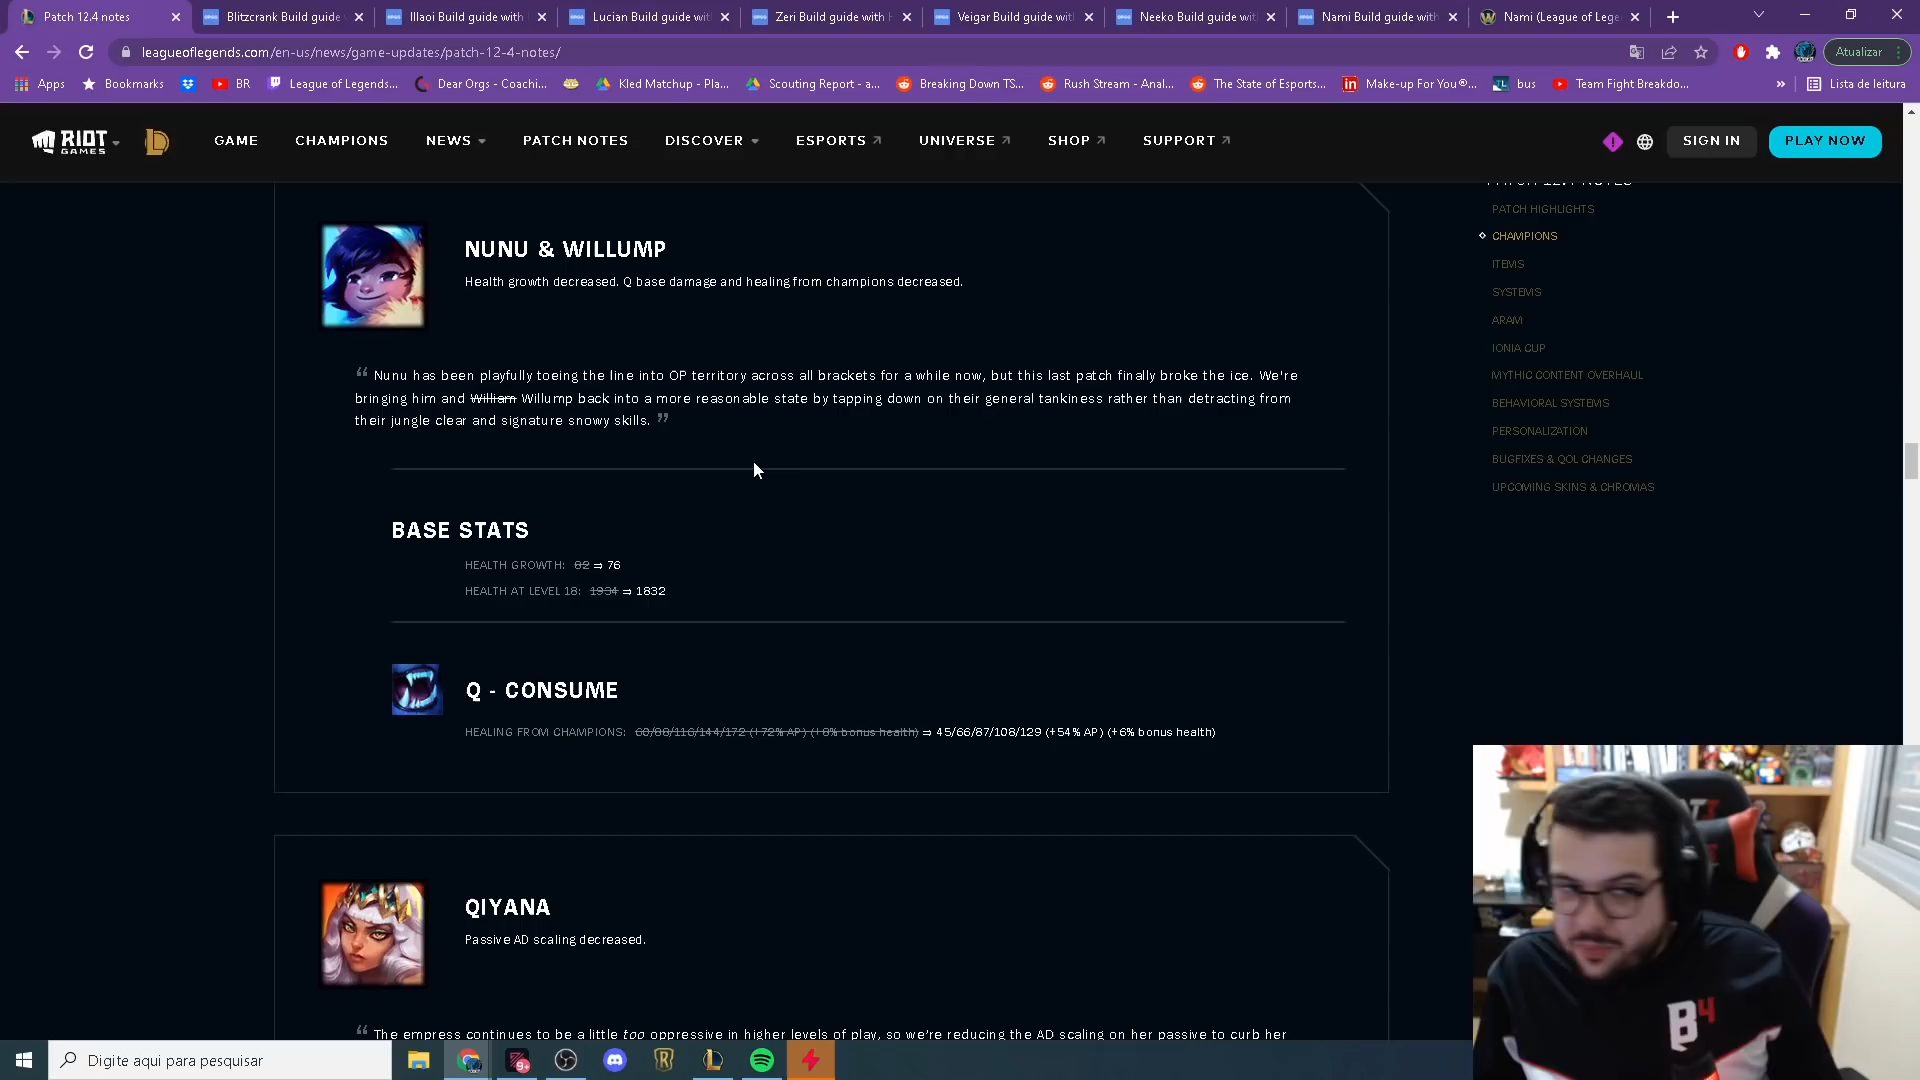 Patch 12.4 notes
Blitzcrank Build guide
Illaoi Build guide with
Lucian Build guide wit
Zeri Build guide with
Veigar Build guide wit
Neeko Build guide wit
Nami Build guide with
Nami (League of Lege
leagueoflegends.com/en-us/news/game-updates/patch-12-4-notes/
Atualizar
Apps
Bookmarks
BR
League of Legends...
Dear Orgs - Coachi...
Kled Matchup - Pla...
Scouting Report - a...
Breaking Down TS...
Rush Stream - Anal...
The State of Esports...
Make-up For You®...
bus
Team Fight Breakdo...
»
Lista de leitura
RIOT GAMES
GAME
CHAMPIONS
NEWS
PATCH NOTES
DISCOVER
ESPORTS
UNIVERSE
SHOP
SUPPORT
SIGN IN
PLAY NOW
PATCH 12.4 NOTES
PATCH HIGHLIGHTS
CHAMPIONS
ITEMS
SYSTEMS
ARAM
IONIA CUP
MYTHIC CONTENT OVERHAUL
BEHAVIORAL SYSTEMS
PERSONALIZATION
BUGFIXES & QOL CHANGES
UPCOMING SKINS & CHROMAS
NUNU & WILLUMP
Health growth decreased. Q base damage and healing from champions decreased.
“ Nunu has been playfully toeing the line into OP territory across all brackets for a while now, but this last patch finally broke the ice. We're
bringing him and William Willump back into a more reasonable state by tapping down on their general tankiness rather than detracting from
their jungle clear and signature snowy skills. ”
BASE STATS
HEALTH GROWTH: 82 ⇒ 76
HEALTH AT LEVEL 18: 1934 ⇒ 1832
Q - CONSUME
HEALING FROM CHAMPIONS: 60/88/116/144/172 (+72% AP) (+8% bonus health) ⇒ 45/66/87/108/129 (+54% AP) (+6% bonus health)
QIYANA
Passive AD scaling decreased.
“ The empress continues to be a little too oppressive in higher levels of play, so we're reducing the AD scaling on her passive to curb her
Digite aqui para pesquisar
9+
B4